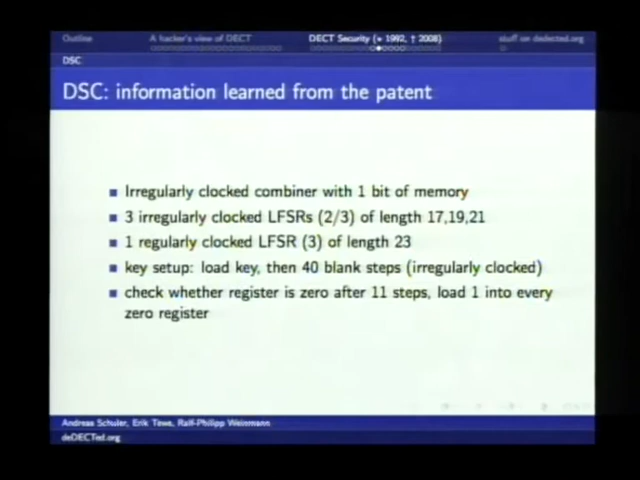 Outline
A hacker's view of DECT
DECT Security (* 1992, † 2008)
stuff on dedected.org
DSC
DSC: information learned from the patent
Irregularly clocked combiner with 1 bit of memory
3 irregularly clocked LFSRs (2/3) of length 17,19,21
1 regularly clocked LFSR (3) of length 23
key setup: load key, then 40 blank steps (irregularly clocked)
check whether register is zero after 11 steps, load 1 into every
zero register
Andreas Schuler, Erik Tews, Ralf-Philipp Weinmann
deDECTed.org